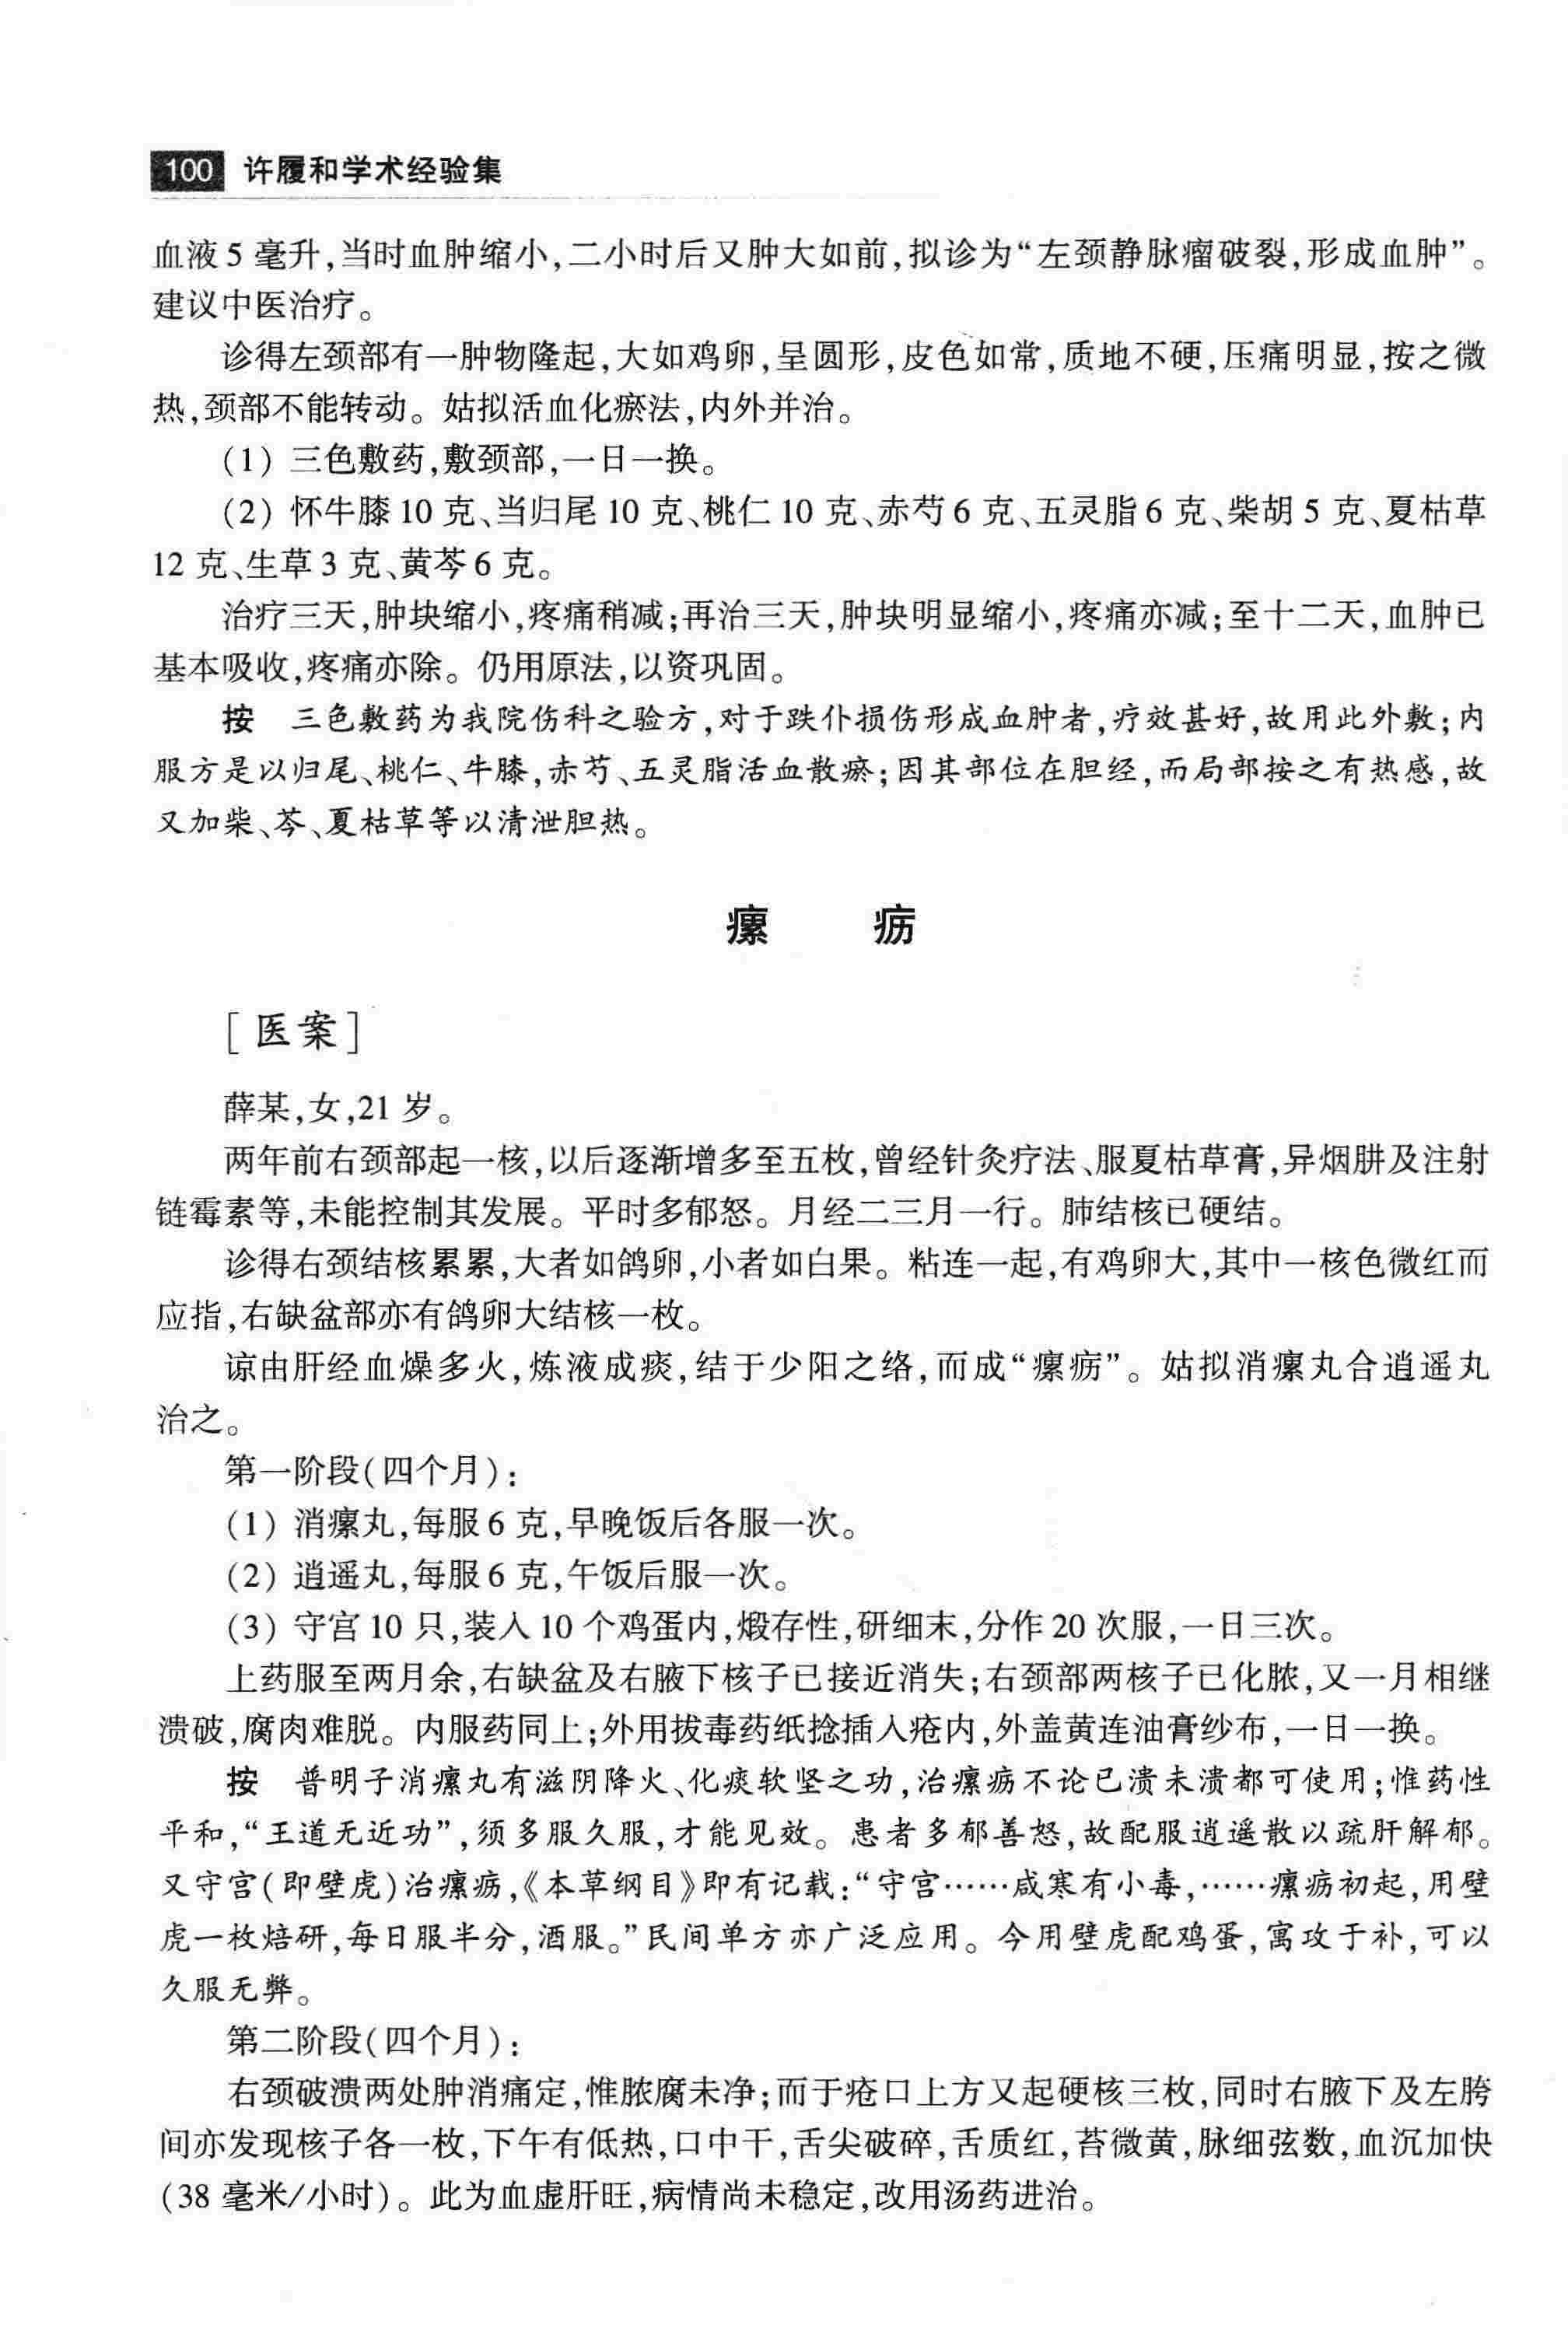 100 许履和学术经验集
血液5毫升,当时血肿缩小,二小时后又肿大如前,拟诊为“左颈静脉瘤破裂,形成血肿”。
建议中医治疗。
诊得左颈部有一肿物隆起,大如鸡卵,呈圆形,皮色如常,质地不硬,压痛明显,按之微
热,颈部不能转动。姑拟活血化瘀法,内外并治。
(1) 三色敷药,敷颈部,一日一换。
(2) 怀牛膝10克、当归尾10克、桃仁10克、赤芍6克、五灵脂6克、柴胡5克、夏枯草
12克、生草3克、黄芩6克。
治疗三天,肿块缩小,疼痛稍减;再治三天,肿块明显缩小,疼痛亦减;至十二天,血肿已
基本吸收,疼痛亦除。仍用原法,以资巩固。
按 三色敷药为我院伤科之验方,对于跌仆损伤形成血肿者,疗效甚好,故用此外敷;内
服方是以归尾、桃仁、牛膝,赤芍、五灵脂活血散瘀;因其部位在胆经,而局部按之有热感,故
又加柴、芩、夏枯草等以清泄胆热。
瘰 疬
[医案]
薛某,女,21岁。
两年前右颈部起一核,以后逐渐增多至五枚,曾经针灸疗法、服夏枯草膏,异烟肼及注射
链霉素等,未能控制其发展。平时多郁怒。月经二三月一行。肺结核已硬结。
诊得右颈结核累累,大者如鸽卵,小者如白果。粘连一起,有鸡卵大,其中一核色微红而
应指,右缺盆部亦有鸽卵大结核一枚。
谅由肝经血燥多火,炼液成痰,结于少阳之络,而成“瘰疬”。姑拟消瘰丸合逍遥丸
治之。
第一阶段(四个月):
(1) 消瘰丸,每服6克,早晚饭后各服一次。
(2) 逍遥丸,每服6克,午饭后服一次。
(3) 守宫10只,装入10个鸡蛋内,煅存性,研细末,分作20次服,一日三次。
上药服至两月余,右缺盆及右腋下核子已接近消失;右颈部两核子已化脓,又一月相继
溃破,腐肉难脱。内服药同上;外用拔毒药纸捻插入疮内,外盖黄连油膏纱布,一日一换。
按 普明子消瘰丸有滋阴降火、化痰软坚之功,治瘰疬不论已溃未溃都可使用;惟药性
平和,“王道无近功”,须多服久服,才能见效。患者多郁善怒,故配服逍遥散以疏肝解郁。
又守宫(即壁虎)治瘰疬,《本草纲目》即有记载:“守宫……咸寒有小毒,……瘰疬初起,用壁
虎一枚焙研,每日服半分,酒服。”民间单方亦广泛应用。今用壁虎配鸡蛋,寓攻于补,可以
久服无弊。
第二阶段(四个月):
右颈破溃两处肿消痛定,惟脓腐未净;而于疮口上方又起硬核三枚,同时右腋下及左胯
间亦发现核子各一枚,下午有低热,口中干,舌尖破碎,舌质红,苔微黄,脉细弦数,血沉加快
(38毫米/小时)。此为血虚肝旺,病情尚未稳定,改用汤药进治。